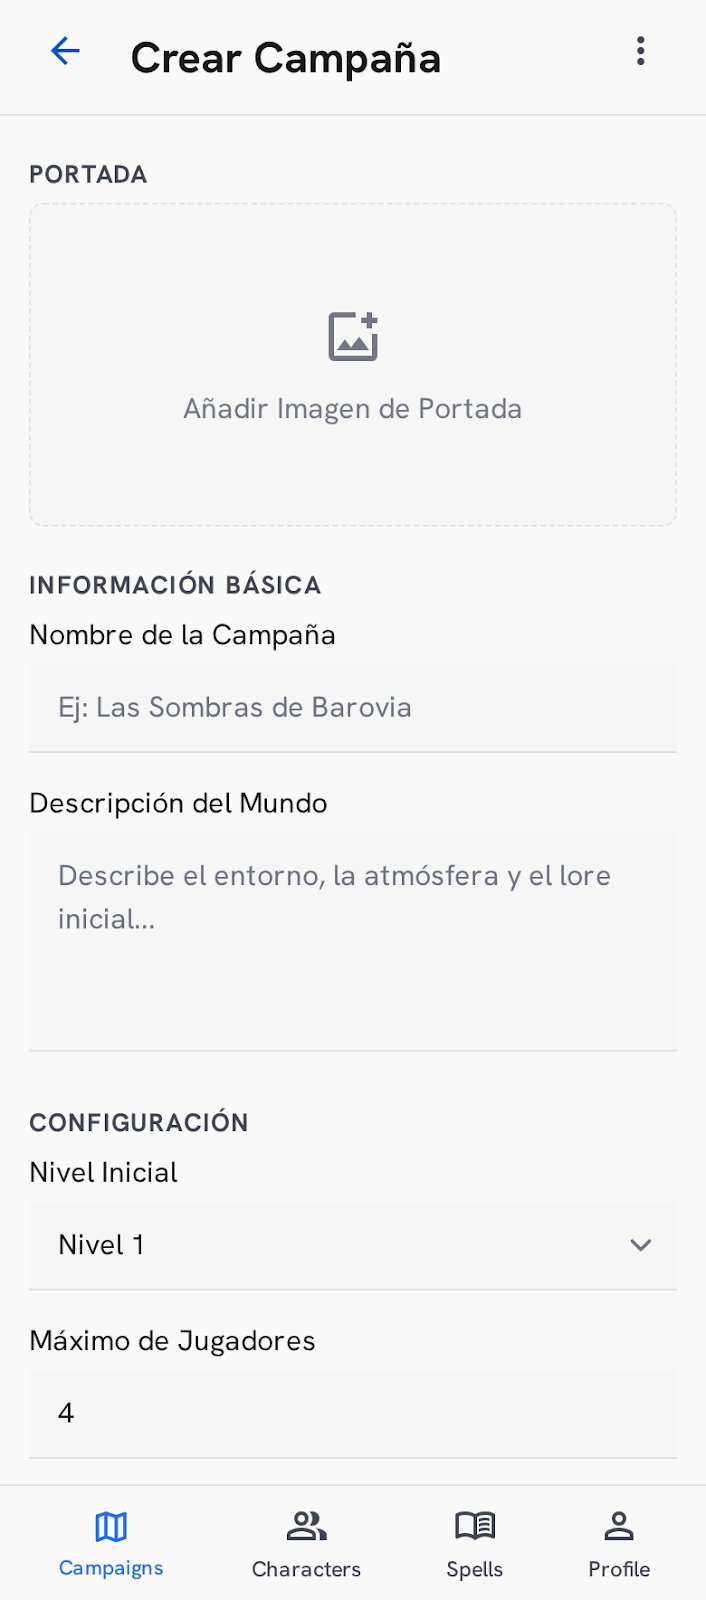 Crear Campaña
PORTADA
Añadir Imagen de Portada
INFORMACIÓN BÁSICA
Nombre de la Campaña
Ej: Las Sombras de Barovia
Descripción del Mundo
Describe el entorno, la atmósfera y el lore
inicial...
CONFIGURACIÓN
Nivel Inicial
Nivel 1
Máximo de Jugadores
4
Campaigns
Characters
Spells
Profile